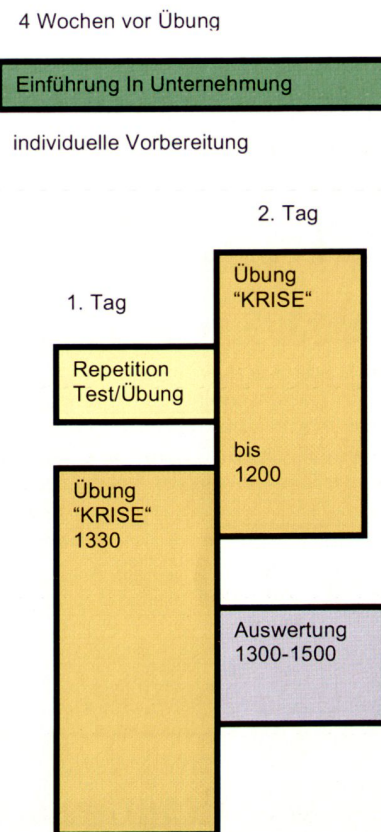 4 Wochen vor Übung
Einführung In Unternehmung
individuelle Vorbereitung
2. Tag
Übung
"KRISE"
1. Tag
Repetition
Test/Übung
bis
1200
Übung
"KRISE"
1330
Auswertung
1300-1500